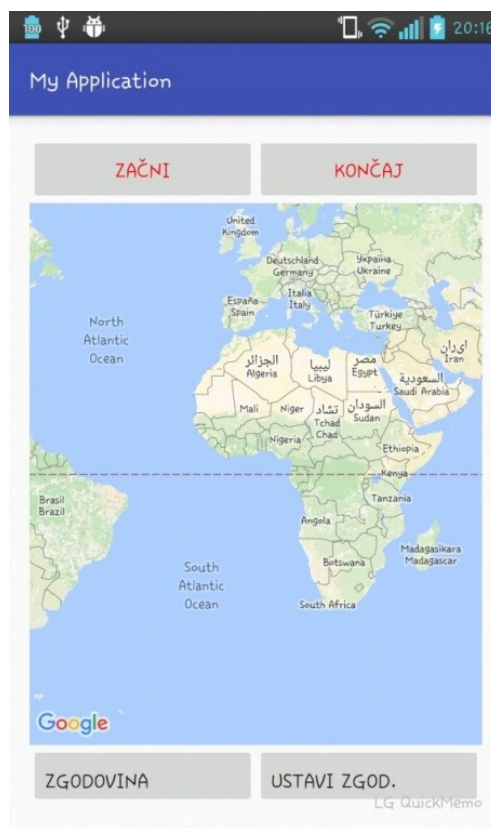 100
20:16
My Application
ZAČNI
KONČAJ
United
Kingdom
Deutschland
Germany
Україна
Ukraine
Italia
Italy
España
Spain
Türkiye
Turkey
North
Atlantic
Ocean
ایران
Iran
الجزائر
Algeria
ليبيا
Libya
مصر
Egypt
السعودية
Saudi Arabia
Mali
Niger
تشاد
Tchad
Chad
السودان
Sudan
Nigeria
Ethiopia
Kenya
Brasil
Brazil
Tanzania
Angola
Botswana
Madagasikara
Madagascar
South
Atlantic
Ocean
South Africa
Google
ZGODOVINA
USTAVI ZGOD.
LG QuickMemo